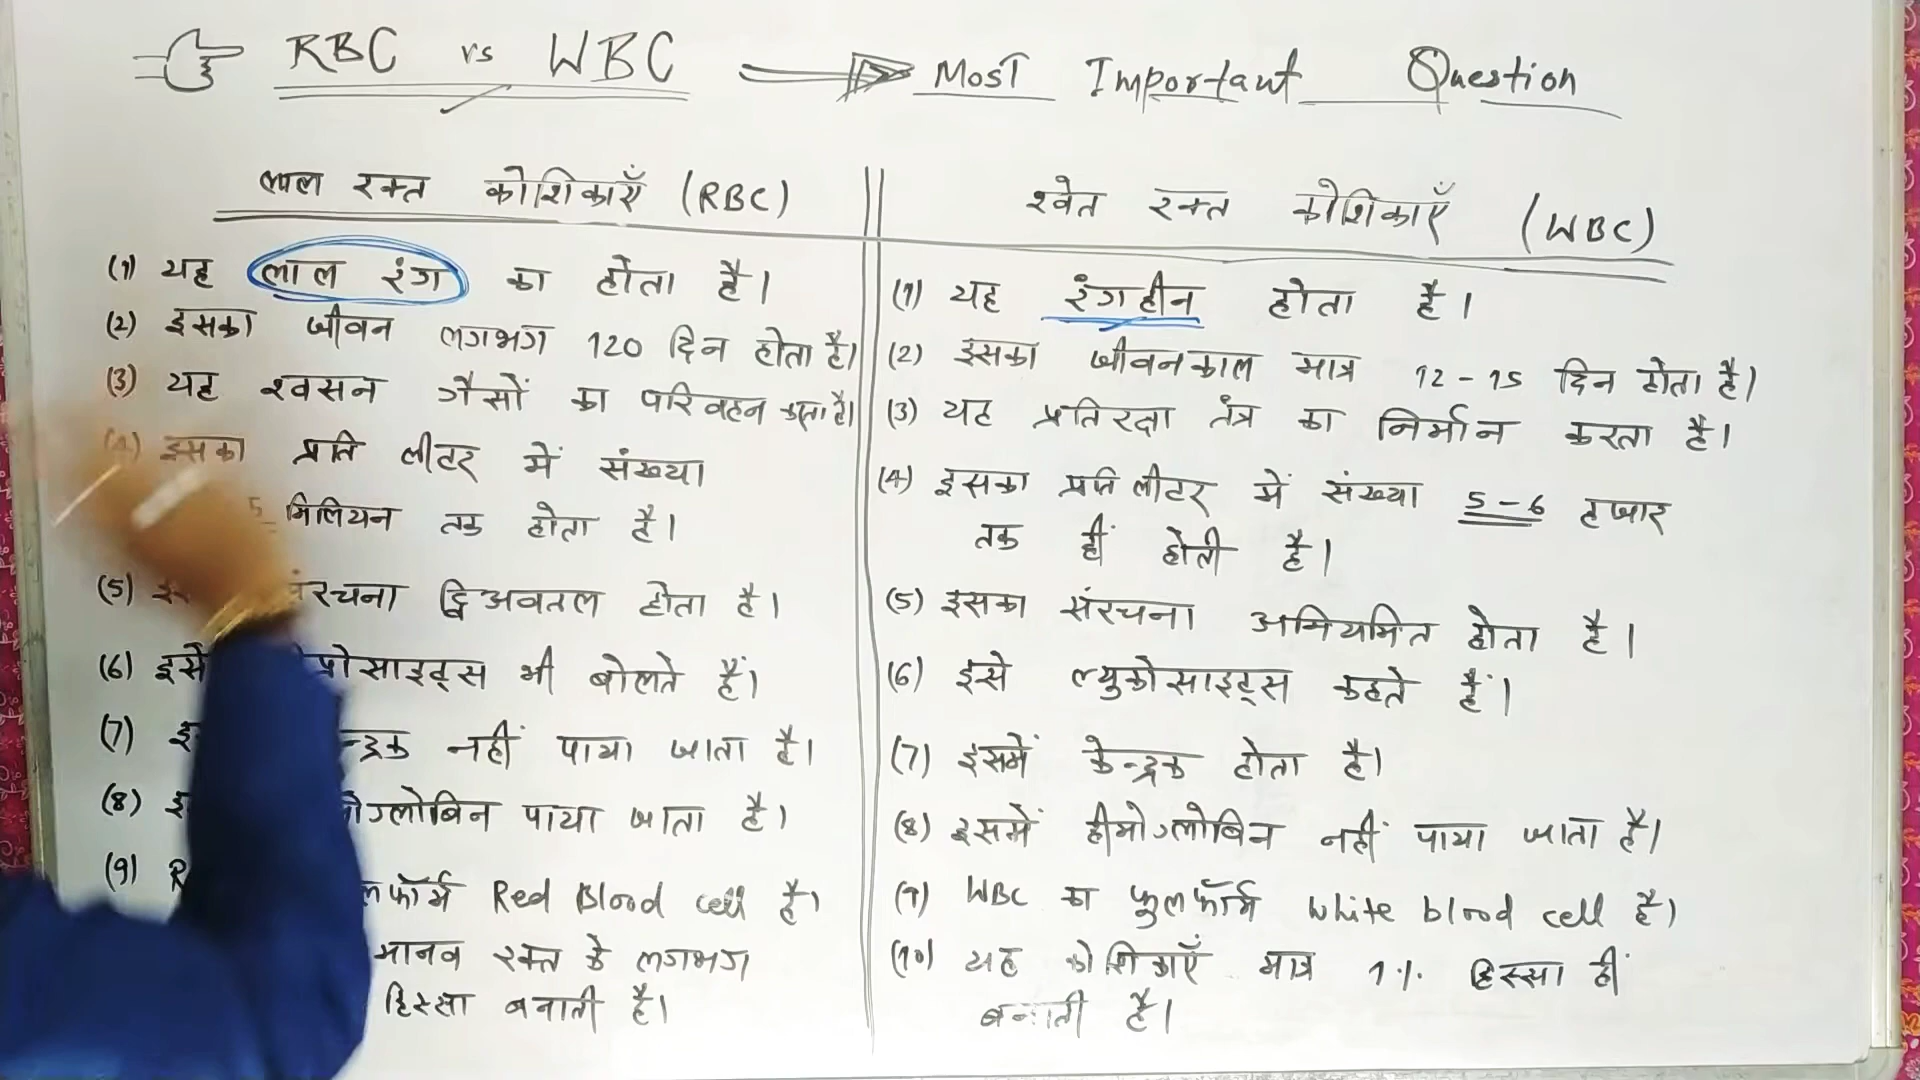 RBC vs WBC Most Important Question
लाल रक्त कोशिकाएँ (RBC)
(1) यह लाल रंग का होता है।
(2) इसका जीवन लगभग 120 दिन होता है।
(3) यह श्वसन गैसों का परिवहन करता है।
(4) इसका प्रति लीटर में संख्या
5 मिलियन तक होता है।
(5) संरचना द्विअवतल होता है।
(6) इसे भी बोलते हैं।
(7) नहीं पाया जाता है।
(8) पाया जाता है।
(9) Red Blood cell है।
मानव रक्त के लगभग
हिस्सा बनाती है।
श्वेत रक्त कोशिकाएँ (WBC)
(1) यह रंगहीन होता है।
(2) इसका जीवनकाल मात्र 12-15 दिन होता है।
(3) यह प्रतिरक्षा तंत्र का निर्मान करता है।
(4) इसका प्रति लीटर में संख्या 5-6 हजार
तक हीं होती है।
(5) इसका संरचना अनियमित होता है।
(6) इसे ल्युकोसाइट्स कहते हैं।
(7) इसमें केन्द्रक होता है।
(8) इसमें हीमोग्लोबिन नहीं पाया जाता है।
(9) WBC का फुलफॉर्म White blood cell है।
(10) यह कोशिकाएँ मात्र 1% हिस्सा हीं
बनाती है।